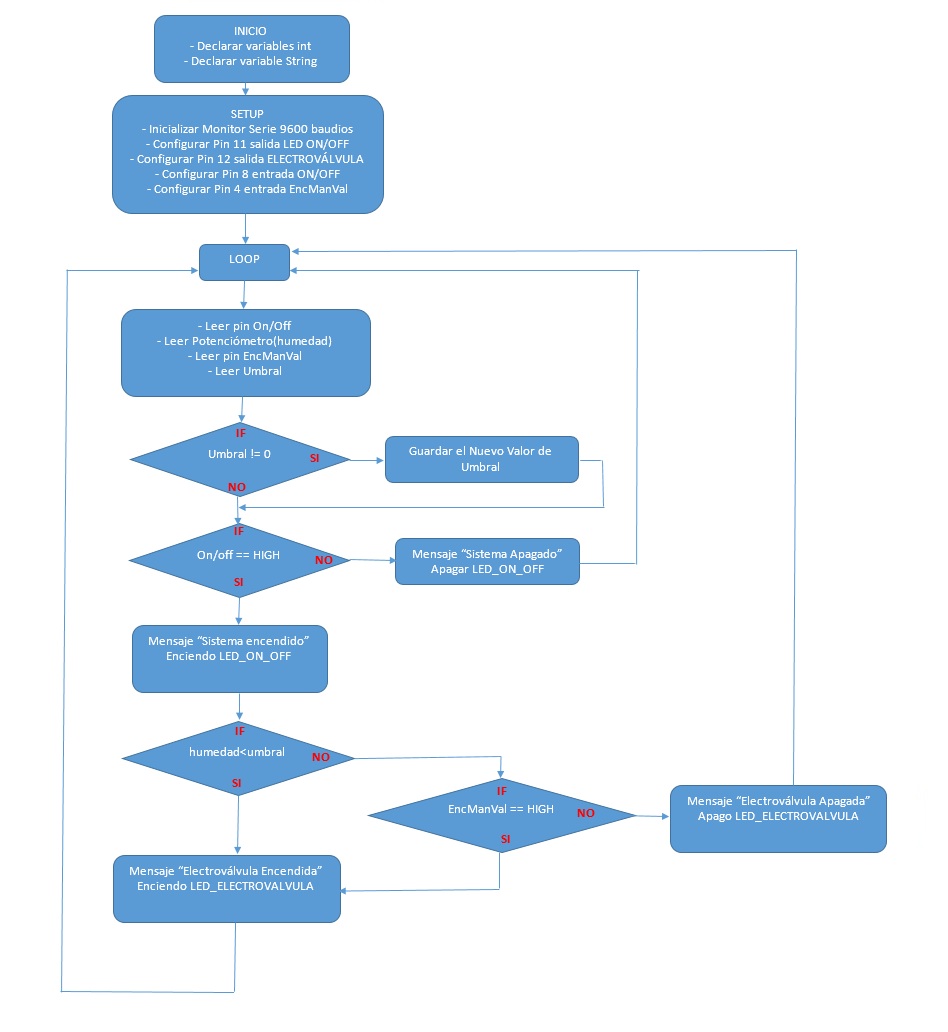 INICIO
- Declarar variables int
- Declarar variable String
SETUP
- Inicializar Monitor Serie 9600 baudios
- Configurar Pin 11 salida LED ON/OFF
- Configurar Pin 12 salida ELECTROVÁLVULA
- Configurar Pin 8 entrada ON/OFF
- Configurar Pin 4 entrada EncManVal
LOOP
- Leer pin On/Off
- Leer Potenciómetro(humedad)
- Leer pin EncManVal
- Leer Umbral
IF
Umbral != 0
SI
NO
Guardar el Nuevo Valor de
Umbral
IF
On/off == HIGH
NO
SI
Mensaje “Sistema Apagado”
Apagar LED_ON_OFF
Mensaje “Sistema encendido”
Enciendo LED_ON_OFF
IF
humedad<umbral
NO
SI
IF
EncManVal == HIGH
NO
SI
Mensaje “Electroválvula Apagada”
Apago LED_ELECTROVALVULA
Mensaje “Electroválvula Encendida”
Enciendo LED_ELECTROVALVULA